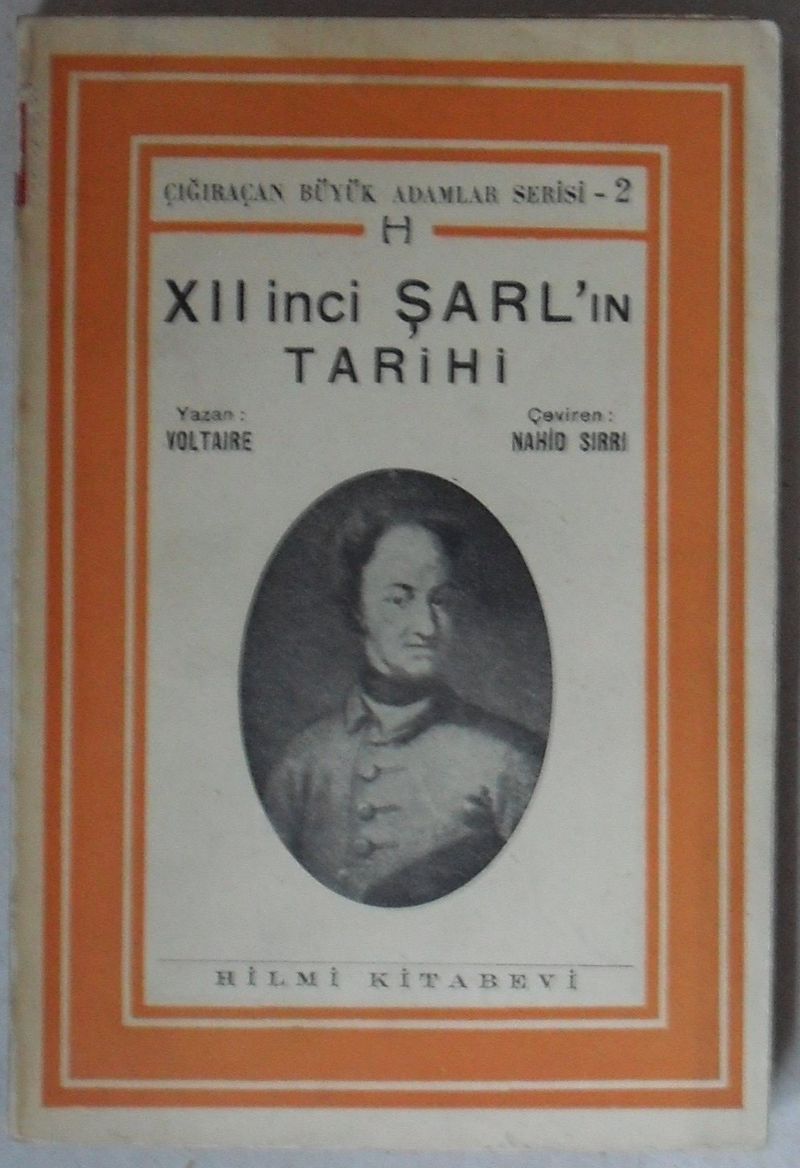 ÇIĞIRAÇAN BÜYÜK ADAMLAR SERİSİ - 2
H
XII inci ŞARL'IN
TARİHİ
Yazan : Çeviren :
VOLTAIRE NAHİD SIRRI
HİLMİ KİTABEVİ